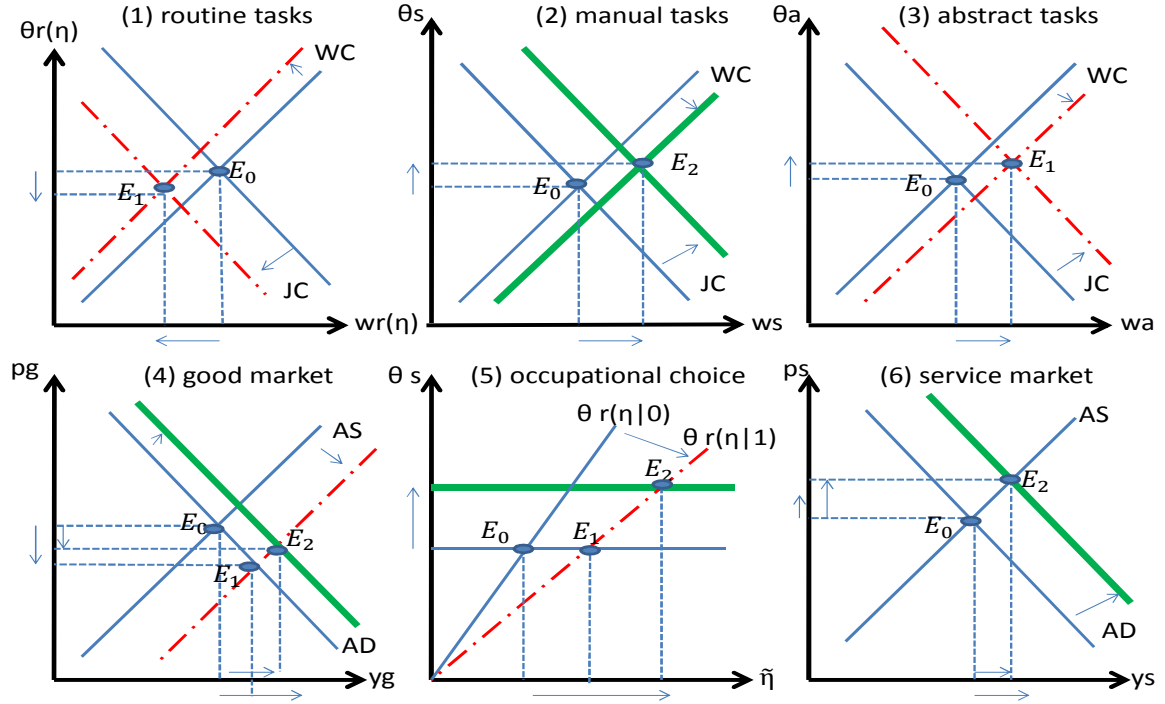 (1) routine tasks
θr(η)
WC
E0
E1
JC
wr(η)
(2) manual tasks
θs
WC
E2
E0
JC
ws
(3) abstract tasks
θa
WC
E1
E0
JC
wa
(4) good market
pg
AS
E0
E2
E1
AD
yg
(5) occupational choice
θ s
θ r(η|0)
θ r(η|1)
E2
E0
E1
η̃
(6) service market
ps
AS
E2
E0
AD
ys